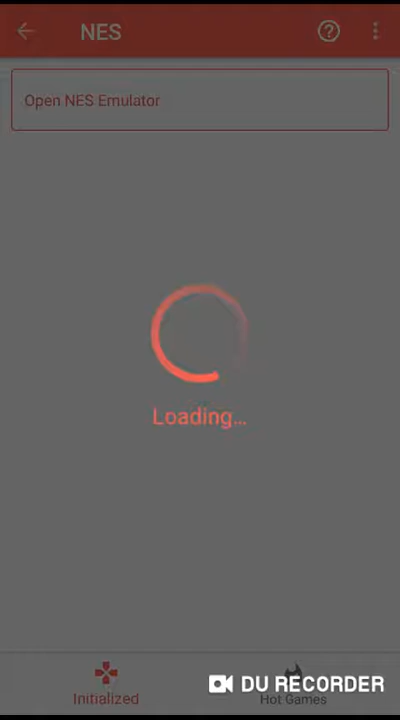 NES
Open NES Emulator
Loading...
DU RECORDER
Initialized
Hot Games